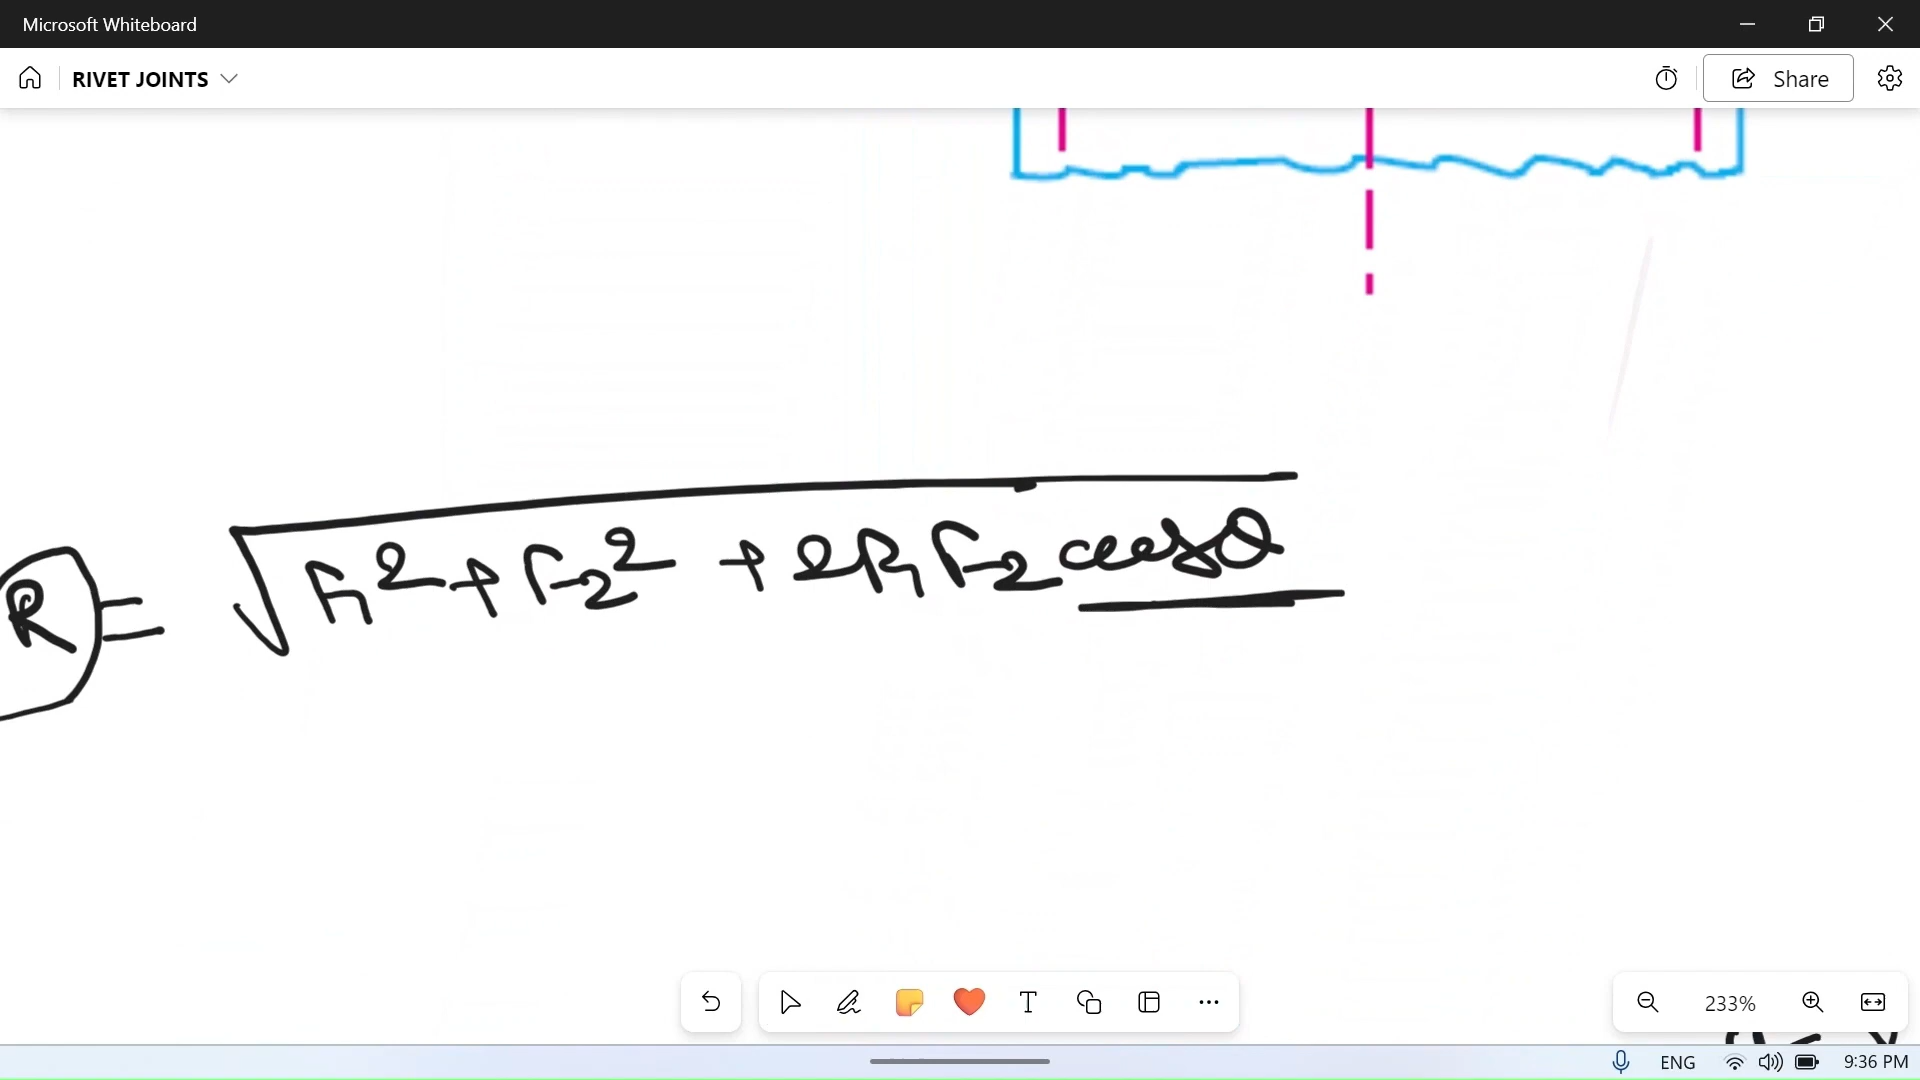 Microsoft Whiteboard
RIVET JOINTS
Share
R = √F₁² + F₂² + 2F₁F₂ cosθ
233%
ENG
9:36 PM